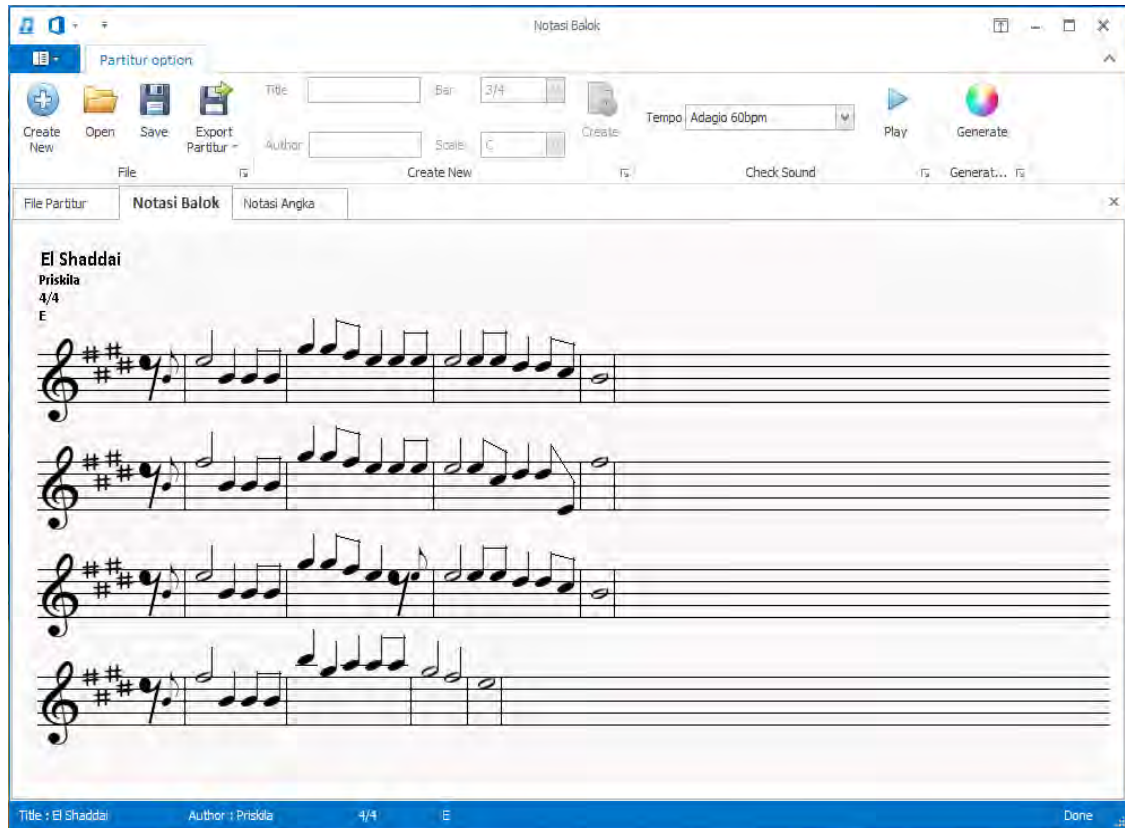 Notasi Balok
Partitur option
Create New
Open
Save
Export Partitur
Title
Bar 3/4
Author
Scale C
Create
Tempo Adagio 60bpm
Play
Generate
File
Create New
Check Sound
Generat...
File Partitur
Notasi Balok
Notasi Angka
El Shaddai
Priskila
4/4
E
Title : El Shaddai
Author : Priskila
4/4
E
Done